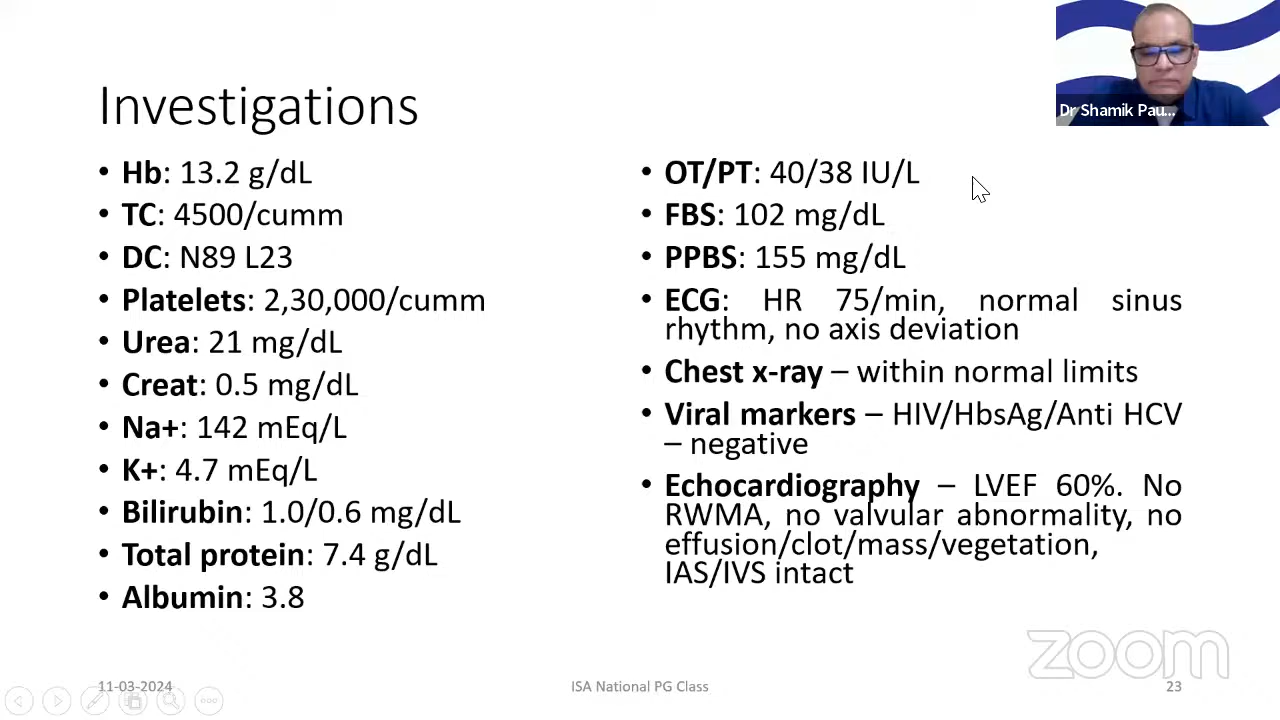 Dr Shamik Pau...
Investigations
• Hb: 13.2 g/dL
• TC: 4500/cumm
• DC: N89 L23
• Platelets: 2,30,000/cumm
• Urea: 21 mg/dL
• Creat: 0.5 mg/dL
• Na+: 142 mEq/L
• K+: 4.7 mEq/L
• Bilirubin: 1.0/0.6 mg/dL
• Total protein: 7.4 g/dL
• Albumin: 3.8
• OT/PT: 40/38 IU/L
• FBS: 102 mg/dL
• PPBS: 155 mg/dL
• ECG: HR 75/min, normal sinus
rhythm, no axis deviation
• Chest x-ray – within normal limits
• Viral markers – HIV/HbsAg/Anti HCV
– negative
• Echocardiography – LVEF 60%. No
RWMA, no valvular abnormality, no
effusion/clot/mass/vegetation,
IAS/IVS intact
zoom
11-03-2024
ISA National PG Class
23